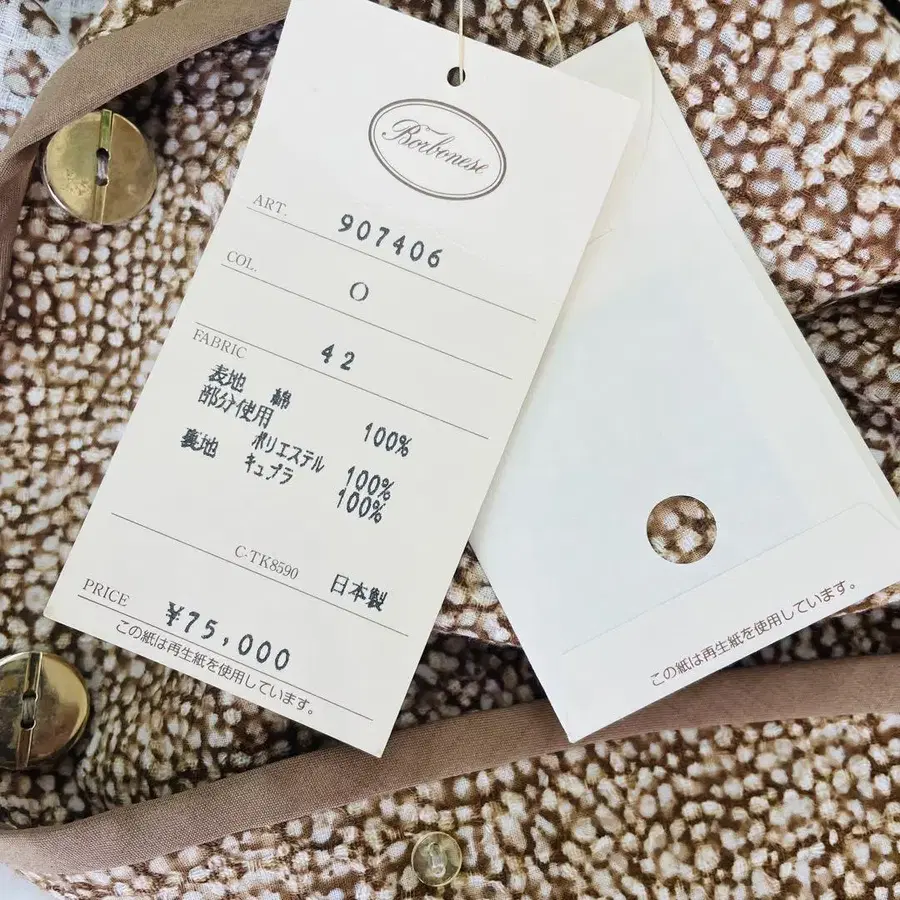 Borbonese
ART. 907406
COL. O
42
FABRIC
表地 綿 100%
部分使用
ポリエステル 100%
裏地 キュプラ 100%
C-TK8590 日本製
PRICE ¥75,000
この紙は再生紙を使用しています。
この紙は再生紙を使用しています。